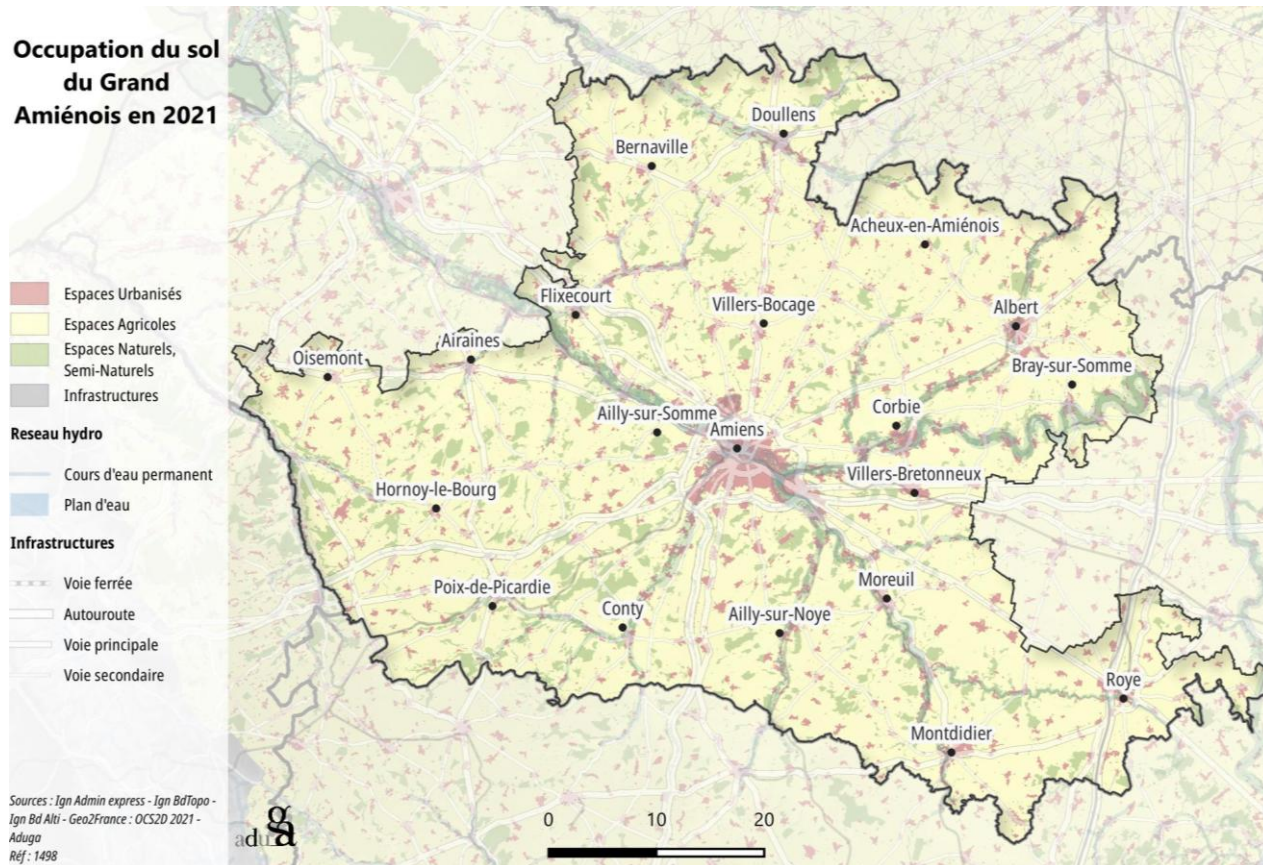 Occupation du sol
du Grand
Amiénois en 2021
Espaces Urbanisés
Espaces Agricoles
Espaces Naturels,
Semi-Naturels
Infrastructures
Reseau hydro
Cours d'eau permanent
Plan d'eau
Infrastructures
Voie ferrée
Autouroute
Voie principale
Voie secondaire
Sources : Ign Admin express - Ign BdTopo -
Ign Bd Alti - Geo2France : OCS2D 2021 -
Aduga
Réf : 1498
aduga
Doullens
Bernaville
Acheux-en-Amiénois
Flixecourt
Villers-Bocage
Albert
Airaines
Oisemont
Bray-sur-Somme
Ailly-sur-Somme
Corbie
Amiens
Villers-Bretonneux
Hornoy-le-Bourg
Moreuil
Poix-de-Picardie
Conty
Ailly-sur-Noye
Roye
Montdidier
0 10 20